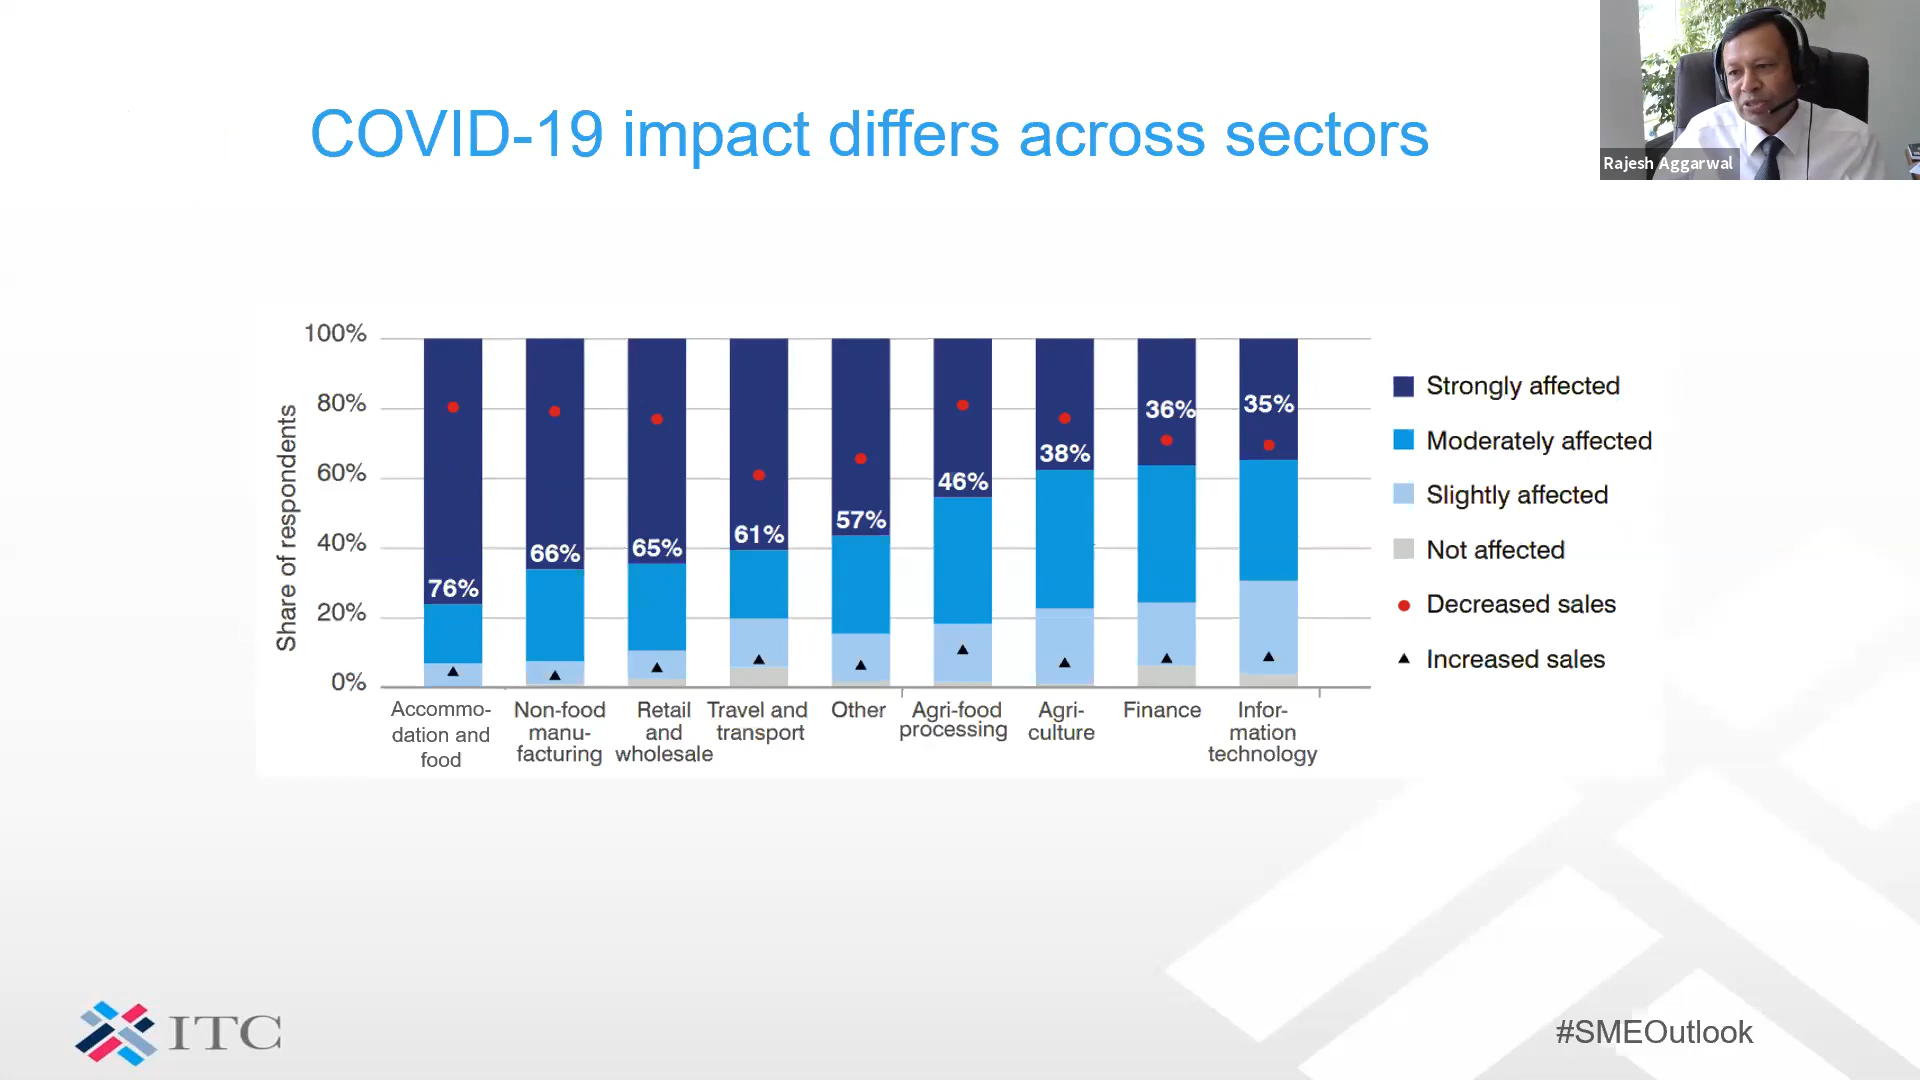 COVID-19 impact differs across sectors
Rajesh Aggarwal
Share of respondents
100%
80%
60%
40%
20%
0%
76%
66%
65%
61%
57%
46%
38%
36%
35%
Accommo-
dation and
food
Non-food
manu-
facturing
Retail
and
wholesale
Travel and
transport
Other
Agri-food
processing
Agri-
culture
Finance
Infor-
mation
technology
Strongly affected
Moderately affected
Slightly affected
Not affected
Decreased sales
Increased sales
ITC
#SMEOutlook